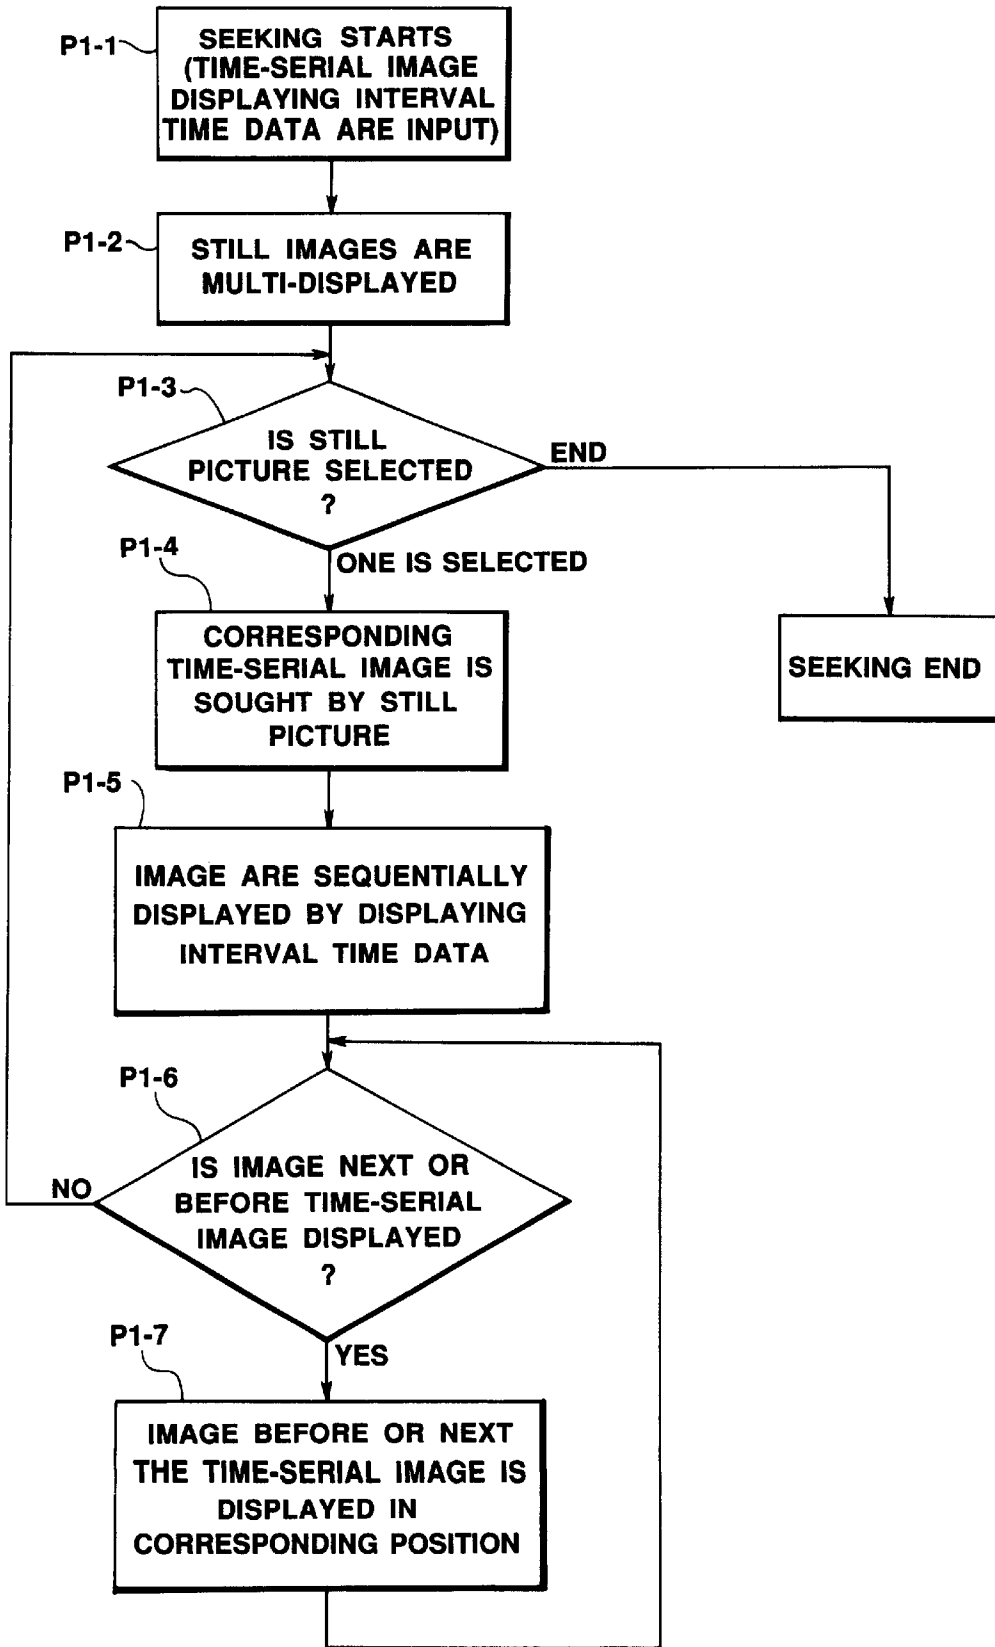 P1-1
SEEKING STARTS
(TIME-SERIAL IMAGE
DISPLAYING INTERVAL
TIME DATA ARE INPUT)
P1-2
STILL IMAGES ARE
MULTI-DISPLAYED
P1-3
IS STILL
PICTURE SELECTED
?
END
ONE IS SELECTED
SEEKING END
P1-4
CORRESPONDING
TIME-SERIAL IMAGE IS
SOUGHT BY STILL
PICTURE
P1-5
IMAGE ARE SEQUENTIALLY
DISPLAYED BY DISPLAYING
INTERVAL TIME DATA
P1-6
IS IMAGE NEXT OR
BEFORE TIME-SERIAL
IMAGE DISPLAYED
?
NO
YES
P1-7
IMAGE BEFORE OR NEXT
THE TIME-SERIAL IMAGE IS
DISPLAYED IN
CORRESPONDING POSITION